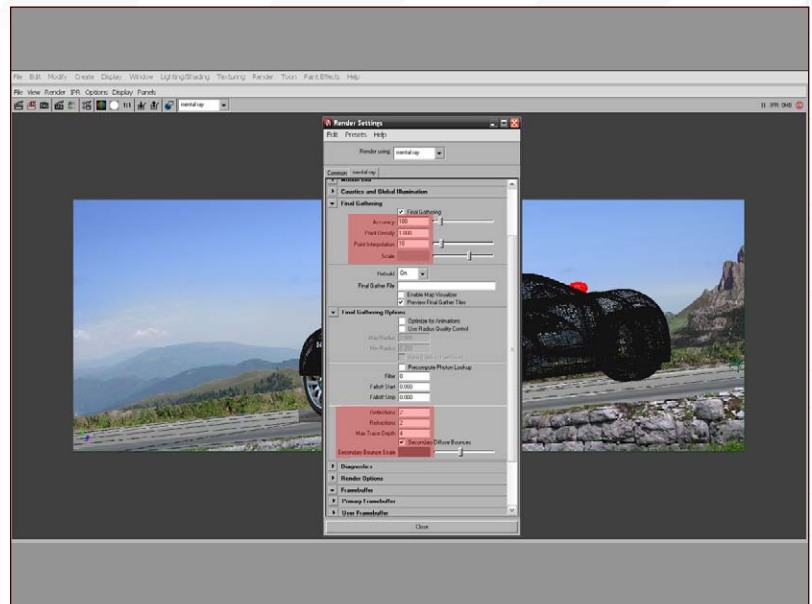 File Edit Modify Create Display Window Lighting/Shading Texturing Render Toon Paint Effects Help
File View Render IPR Options Display Panels
mental ray
IPR: 0MB
Render Settings
Edit Presets Help
Render using mental ray
Common mental ray
Caustics and Global Illumination
Final Gathering
Final Gathering
Accuracy 100
Point Density 1.000
Point Interpolation 10
Scale
Rebuild On
Final Gather File
Enable Map Visualizer
Preview Final Gather Tiles
Final Gathering Options
Optimize for Animations
Use Radius Quality Control
Max Radius 0.000
Min Radius 0.000
Precompute Photon Lookup
Filter 0
Falloff Start 0.000
Falloff Stop 0.000
Reflections 2
Refractions 2
Max Trace Depth 4
Secondary Diffuse Bounces
Secondary Bounce Scale
Diagnostics
Render Options
Framebuffer
Primary Framebuffer
User Framebuffer
Close